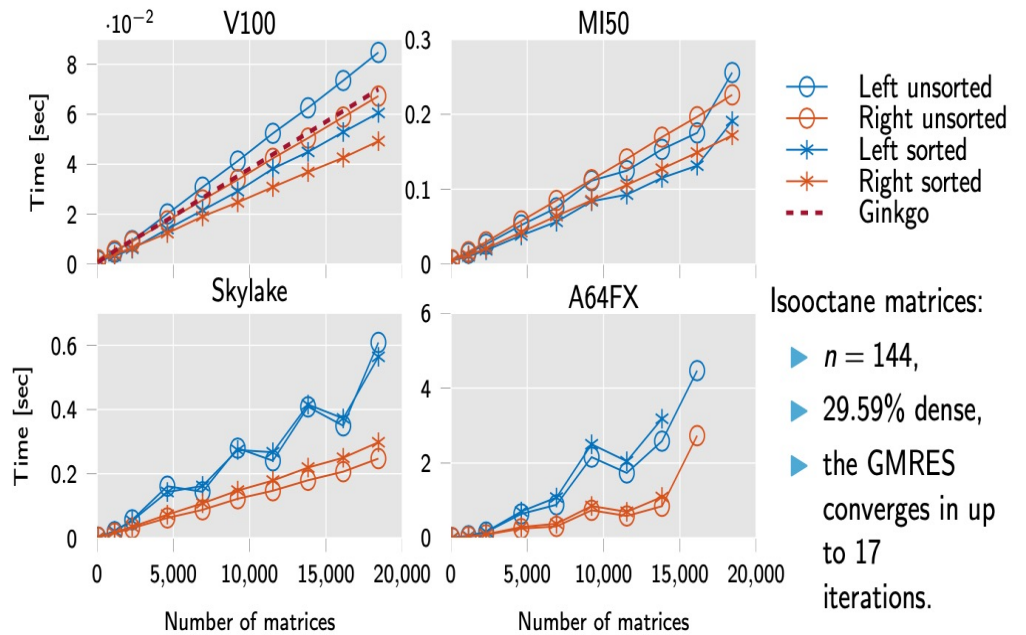 ·10⁻² V100
MI50
8
6
4
2
0
Time [sec]
0.3
0.2
0.1
0
Left unsorted
Right unsorted
Left sorted
Right sorted
Ginkgo
Skylake
A64FX
0.6
0.4
0.2
0
Time [sec]
6
4
2
0
0 5,000 10,000 15,000 20,000
0 5,000 10,000 15,000 20,000
Number of matrices
Number of matrices
Isooctane matrices:
n = 144,
29.59% dense,
the GMRES
converges in up
to 17
iterations.